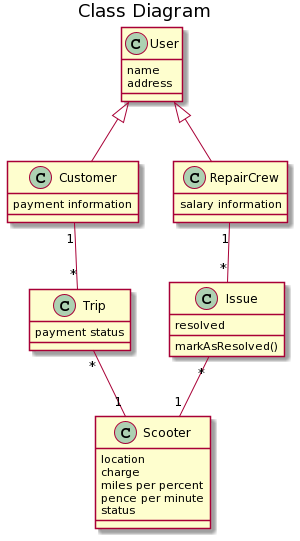 Class Diagram
C User
name
address
C Customer
payment information
C RepairCrew
salary information
1
1
*
*
C Trip
payment status
C Issue
resolved
markAsResolved()
*
*
1
1
C Scooter
location
charge
miles per percent
pence per minute
status